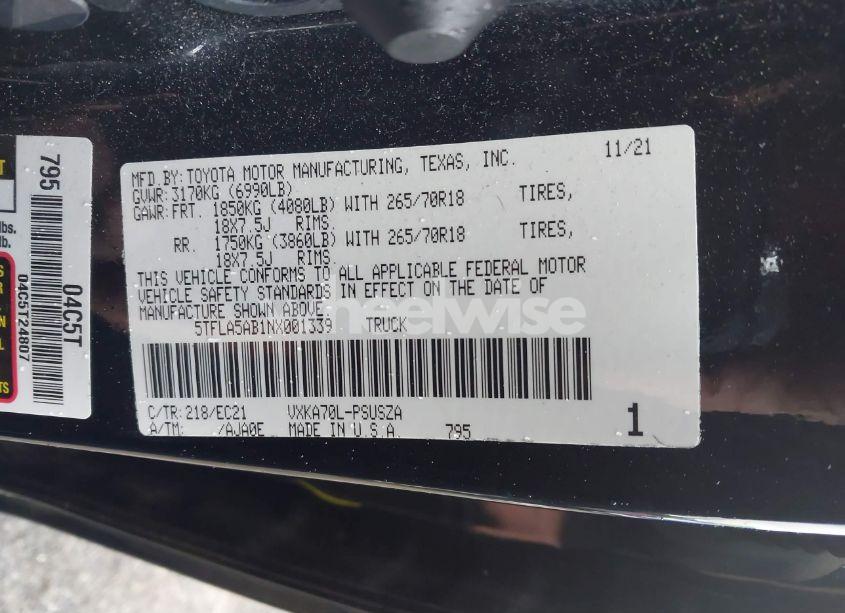 MFD.BY: TOYOTA MOTOR MANUFACTURING, TEXAS, INC. 11/21
GVWR: 3170KG (6990LB)
GAWR: FRT. 1850KG (4080LB) WITH 265/70R18 TIRES,
18X7.5J RIMS.
RR. 1750KG (3860LB) WITH 265/70R18 TIRES,
18X7.5J RIMS.
THIS VEHICLE CONFORMS TO ALL APPLICABLE FEDERAL MOTOR
VEHICLE SAFETY STANDARDS IN EFFECT ON THE DATE OF
MANUFACTURE SHOWN ABOVE.
5TFLA5AB1NX001339 TRUCK
C/TR: 218/EC21 VXKA70L-PSUSZA
A/TM: /AJA0E MADE IN U.S.A. 795
1
795
04C5T
04C5T24807
lbs.
lb.